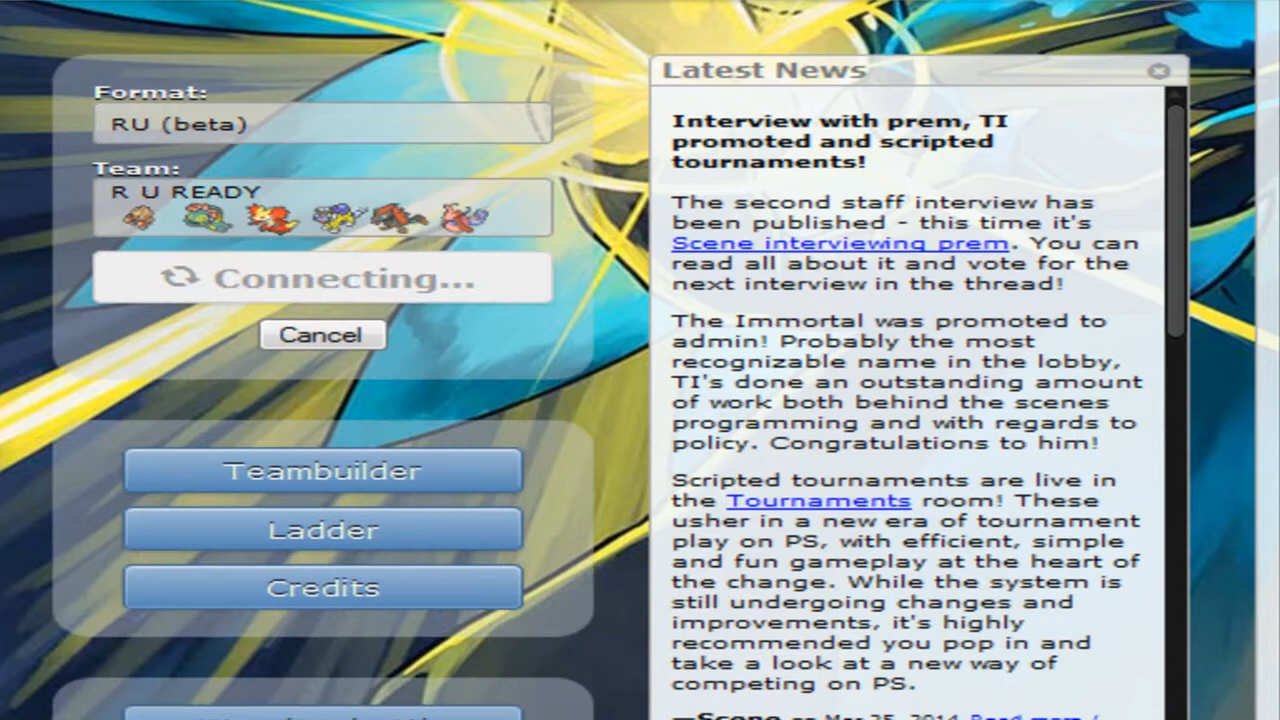 Format:
RU (beta)
Team:
R U READY
Connecting...
Cancel
Teambuilder
Ladder
Credits
Latest News
Interview with prem, TI
promoted and scripted
tournaments!
The second staff interview has
been published - this time it's
Scene interviewing prem. You can
read all about it and vote for the
next interview in the thread!
The Immortal was promoted to
admin! Probably the most
recognizable name in the lobby,
TI's done an outstanding amount
of work both behind the scenes
programming and with regards to
policy. Congratulations to him!
Scripted tournaments are live in
the Tournaments room! These
usher in a new era of tournament
play on PS, with efficient, simple
and fun gameplay at the heart of
the change. While the system is
still undergoing changes and
improvements, it's highly
recommended you pop in and
take a look at a new way of
competing on PS.
—Scene on Mar 25, 2014 Read more /